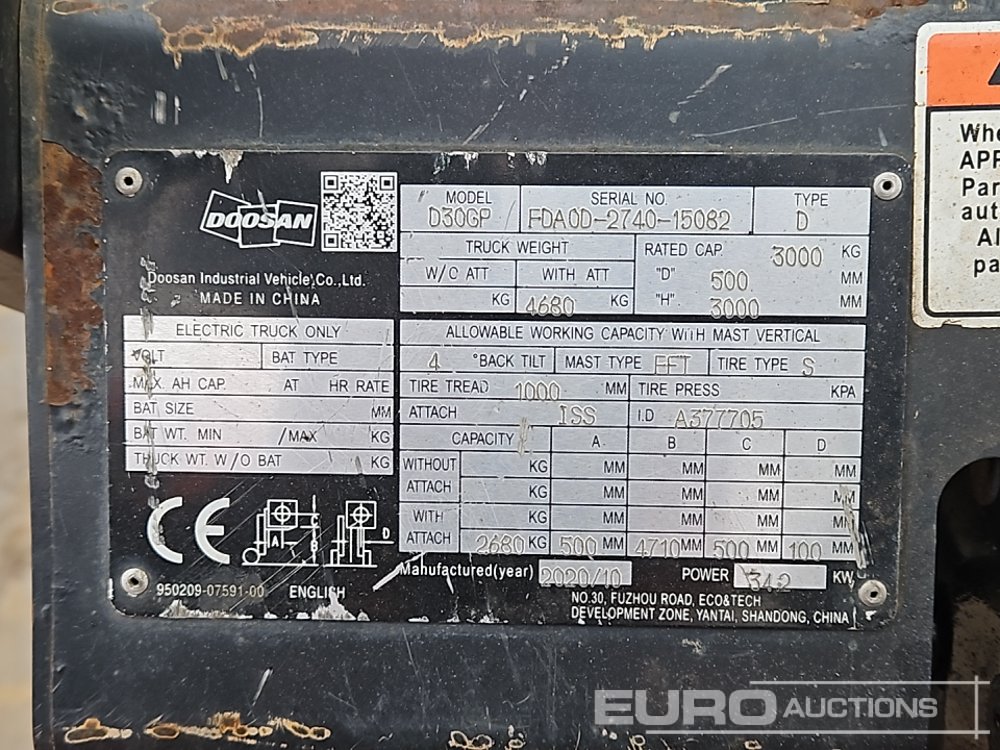 DOOSAN
Doosan Industrial Vehicle Co.,Ltd.
MADE IN CHINA
MODEL SERIAL NO. TYPE
D30GP FDA0D-2740-15082 D
TRUCK WEIGHT
W/O ATT WITH ATT
KG 4680 KG
RATED CAP. 3000 KG
"D" 500 MM
"H" 3000 MM
ELECTRIC TRUCK ONLY
VOLT BAT TYPE
MAX. AH CAP. AT HR RATE
BAT SIZE MM
BAT WT. MIN /MAX KG
TRUCK WT. W/O BAT KG
ALLOWABLE WORKING CAPACITY WITH MAST VERTICAL
4 °BACK TILT MAST TYPE FFT TIRE TYPE S
TIRE TREAD 1000 MM TIRE PRESS KPA
ATTACH ISS I.D A377705
CAPACITY A B C D
WITHOUT KG MM MM MM MM
ATTACH KG MM MM MM MM
WITH KG MM MM MM MM
ATTACH 2680 KG 500 MM 4710 MM 500 MM 100 MM
CE
A B C D
950209-07591-00 ENGLISH
Manufactured(year) 2020/10 POWER 34.2 KW
NO.30, FUZHOU ROAD, ECO&TECH
DEVELOPMENT ZONE, YANTAI, SHANDONG, CHINA
Whe
APP
Par
aut
Al
pa
EURO AUCTIONS